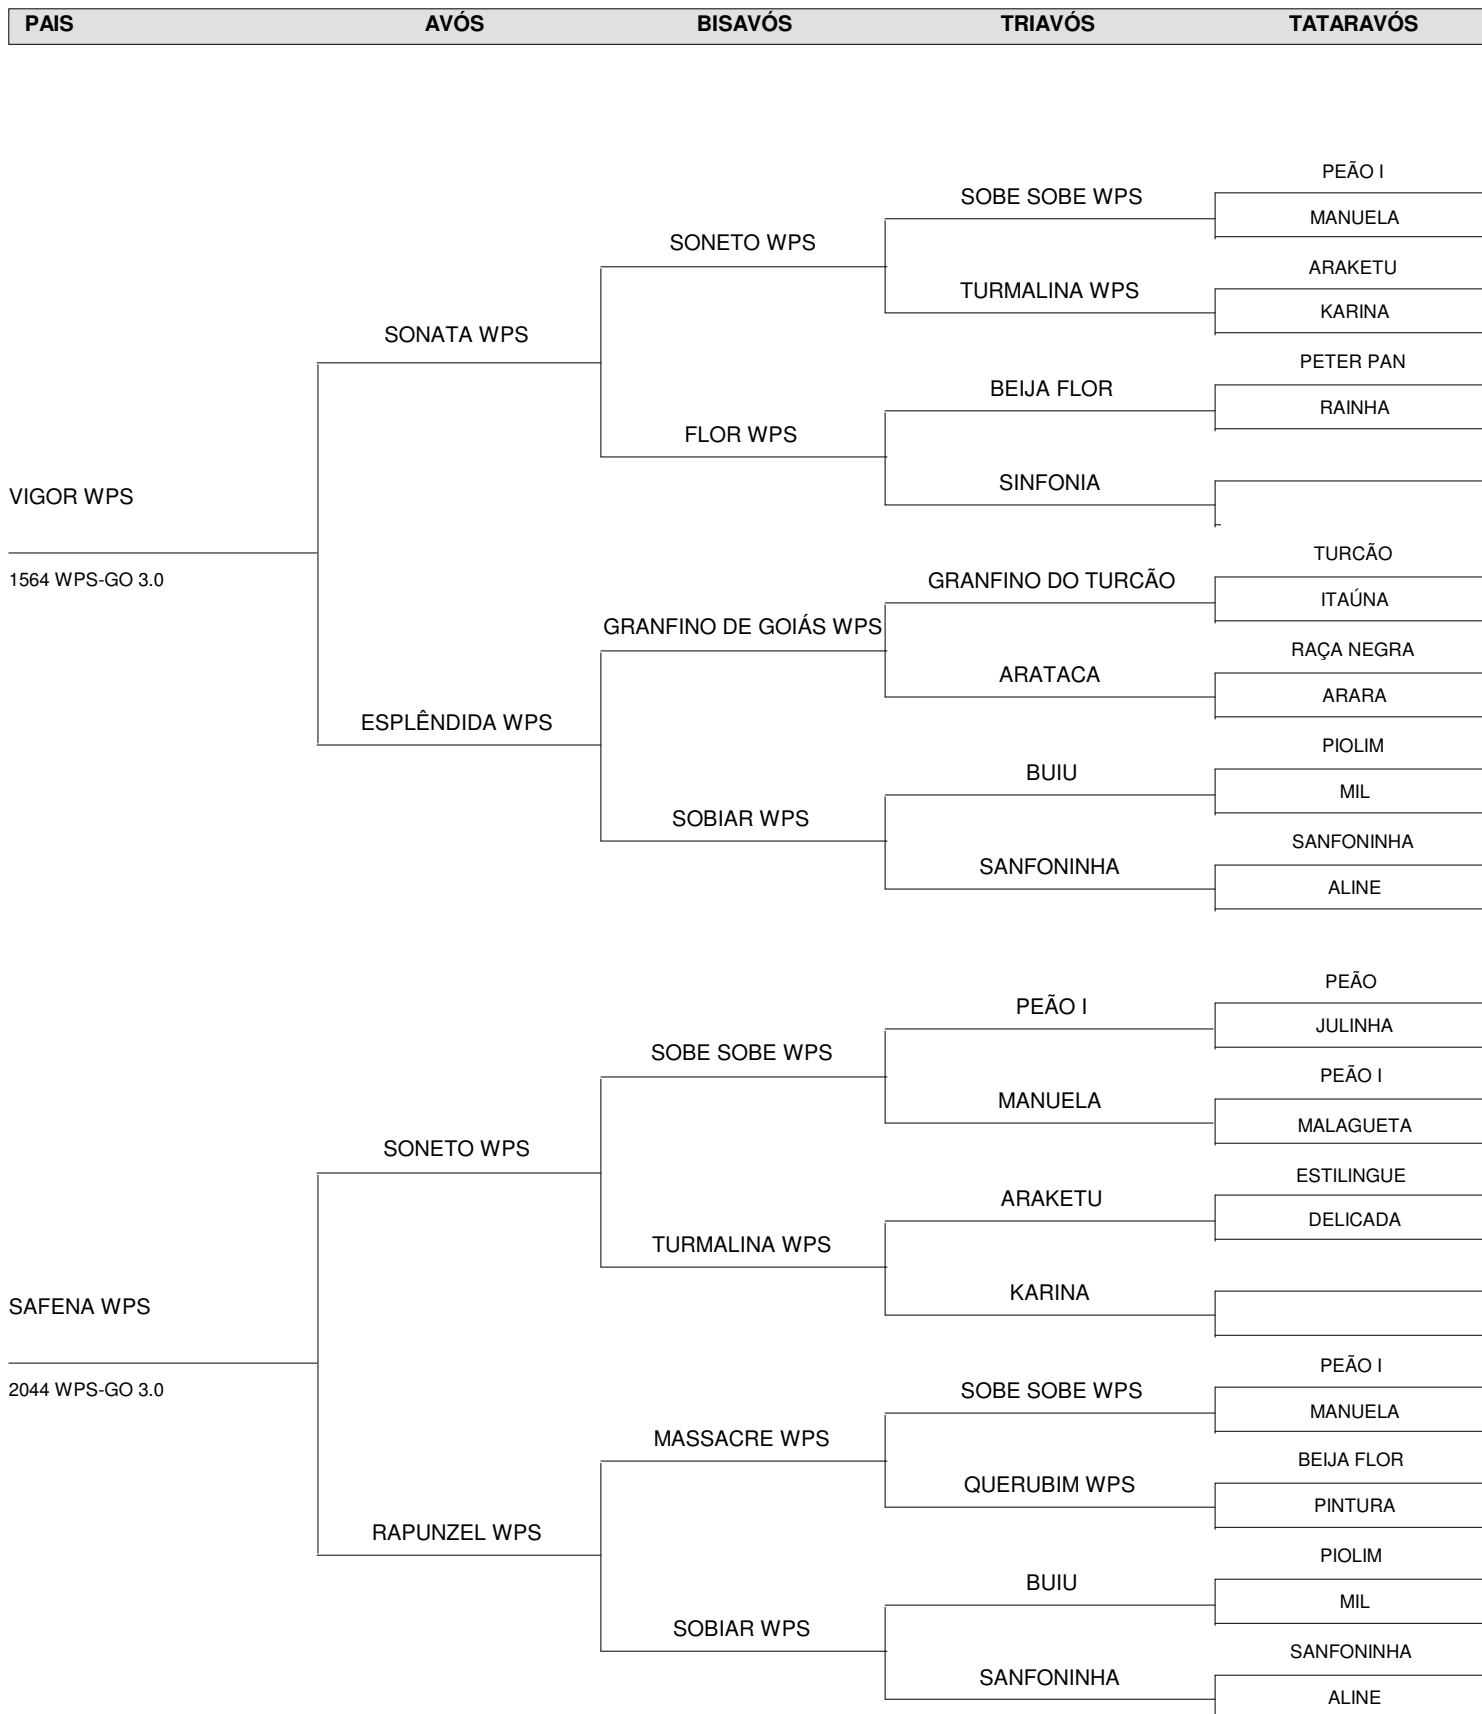 PAIS AVÓS BISAVÓS TRIAVÓS TATARAVÓS
PEÃO I
SOBE SOBE WPS
MANUELA
SONETO WPS
ARAKETU
TURMALINA WPS
KARINA
SONATA WPS
PETER PAN
BEIJA FLOR
RAINHA
FLOR WPS
SINFONIA
VIGOR WPS
TURCÃO
1564 WPS-GO 3.0
GRANFINO DO TURCÃO
ITAÚNA
GRANFINO DE GOIÁS WPS
RAÇA NEGRA
ARATACA
ARARA
ESPLÊNDIDA WPS
PIOLIM
BUIU
MIL
SOBIAR WPS
SANFONINHA
SANFONINHA
ALINE
PEÃO
PEÃO I
JULINHA
SOBE SOBE WPS
PEÃO I
MANUELA
MALAGUETA
SONETO WPS
ESTILINGUE
ARAKETU
DELICADA
TURMALINA WPS
KARINA
SAFENA WPS
PEÃO I
2044 WPS-GO 3.0
SOBE SOBE WPS
MANUELA
MASSACRE WPS
BEIJA FLOR
QUERUBIM WPS
PINTURA
RAPUNZEL WPS
PIOLIM
BUIU
MIL
SOBIAR WPS
SANFONINHA
SANFONINHA
ALINE